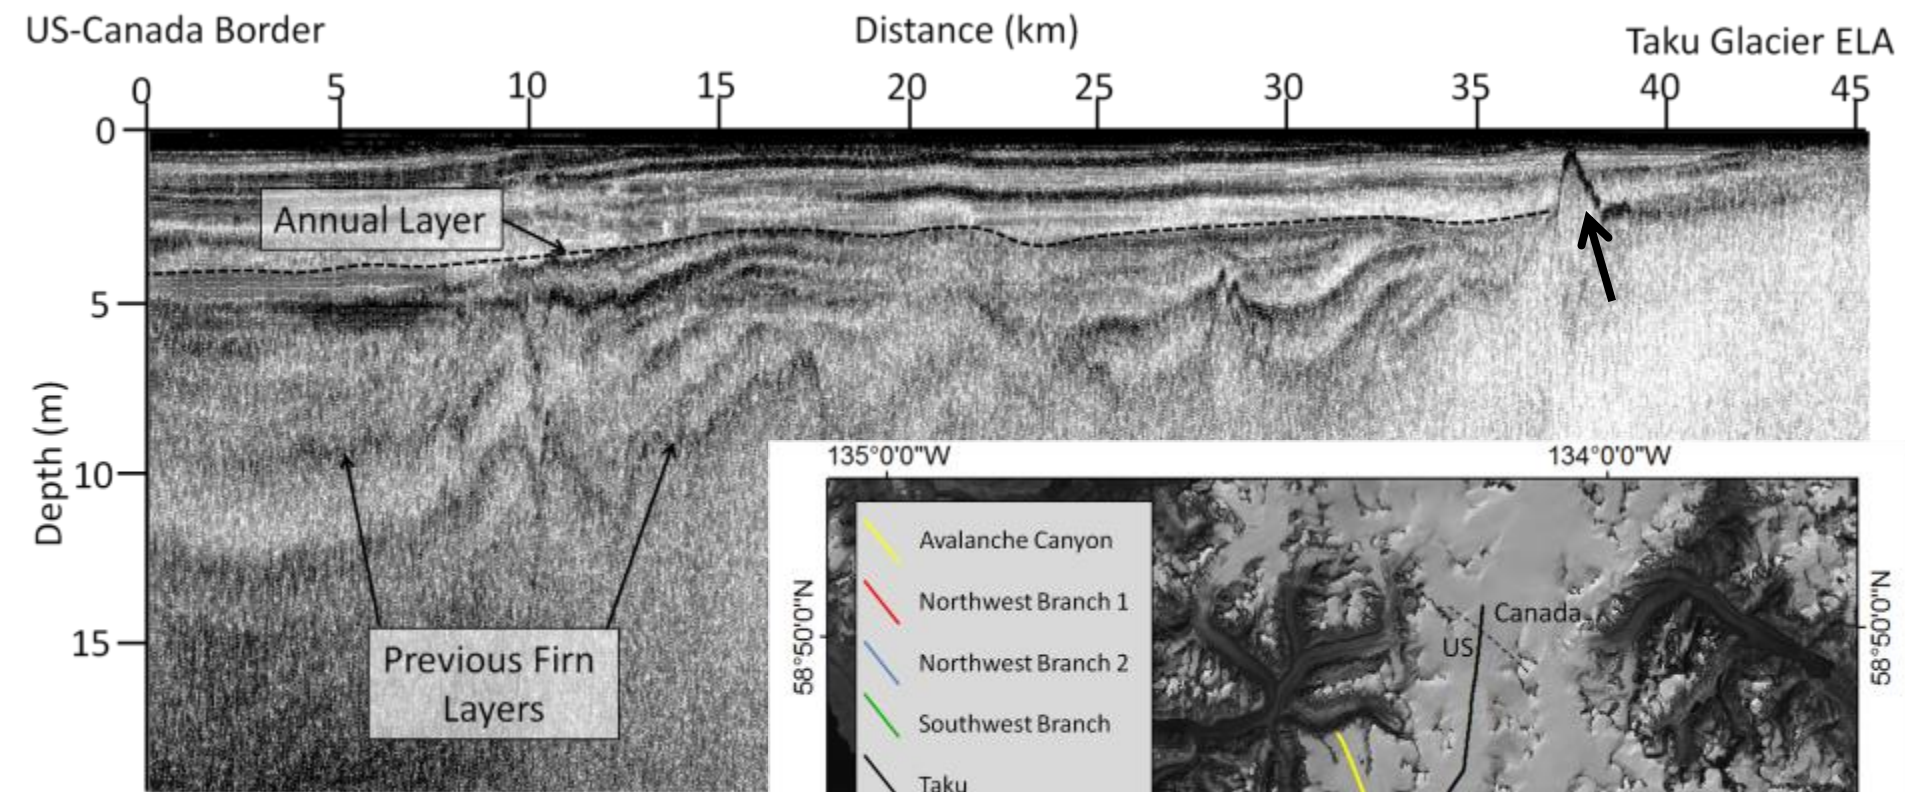 US-Canada Border
Distance (km)
Taku Glacier ELA
0 5 10 15 20 25 30 35 40 45
0
5
10
15
Depth (m)
Annual Layer
Previous Firn
Layers
135°0'0"W
134°0'0"W
58°50'0"N
58°50'0"N
Avalanche Canyon
Northwest Branch 1
Northwest Branch 2
Southwest Branch
Taku
Canada
US